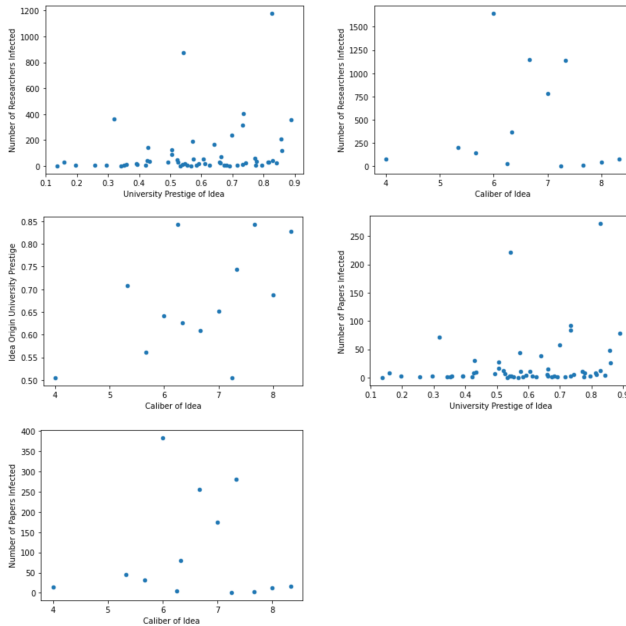 1200
1000
800
600
400
200
0
Number of Researchers Infected
0.1 0.2 0.3 0.4 0.5 0.6 0.7 0.8 0.9
University Prestige of Idea
1500
1250
1000
750
500
250
0
Number of Researchers Infected
4 5 6 7 8
Caliber of Idea
0.85
0.80
0.75
0.70
0.65
0.60
0.55
0.50
Idea Origin University Prestige
4 5 6 7 8
Caliber of Idea
250
200
150
100
50
0
Number of Papers Infected
0.1 0.2 0.3 0.4 0.5 0.6 0.7 0.8 0.9
University Prestige of Idea
400
350
300
250
200
150
100
50
0
Number of Papers Infected
4 5 6 7 8
Caliber of Idea